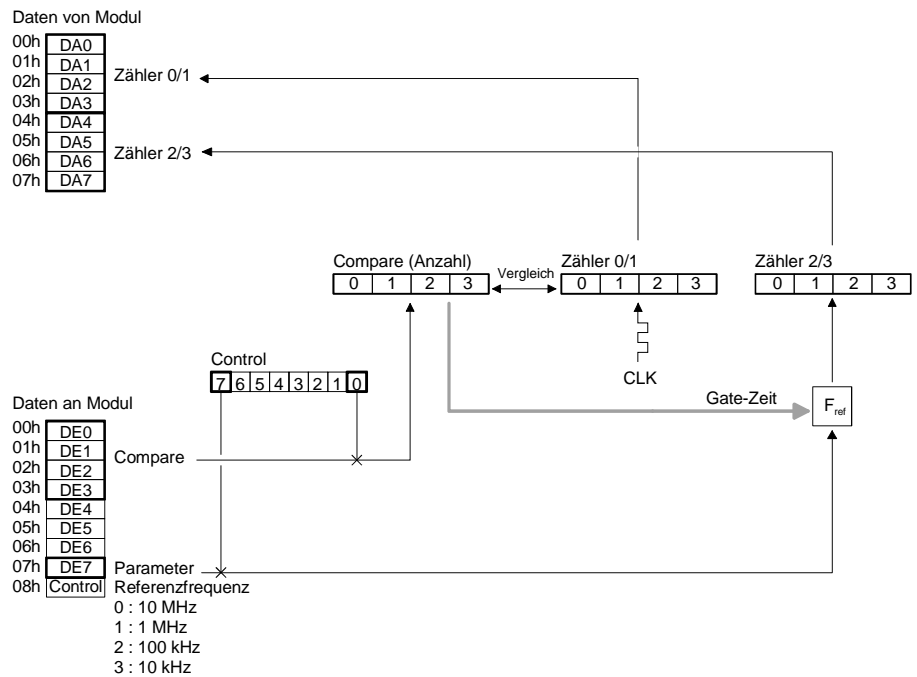 Daten von Modul
00h DA0
01h DA1
02h DA2
03h DA3
04h DA4
05h DA5
06h DA6
07h DA7
Zähler 0/1
Zähler 2/3
Compare (Anzahl)
0 1 2 3
Vergleich
Zähler 0/1
0 1 2 3
Zähler 2/3
0 1 2 3
CLK
Control
7 6 5 4 3 2 1 0
Gate-Zeit
Fref
Daten an Modul
00h DE0
01h DE1
02h DE2
03h DE3
04h DE4
05h DE5
06h DE6
07h DE7
08h Control
Compare
Parameter
Referenzfrequenz
0 : 10 MHz
1 : 1 MHz
2 : 100 kHz
3 : 10 kHz